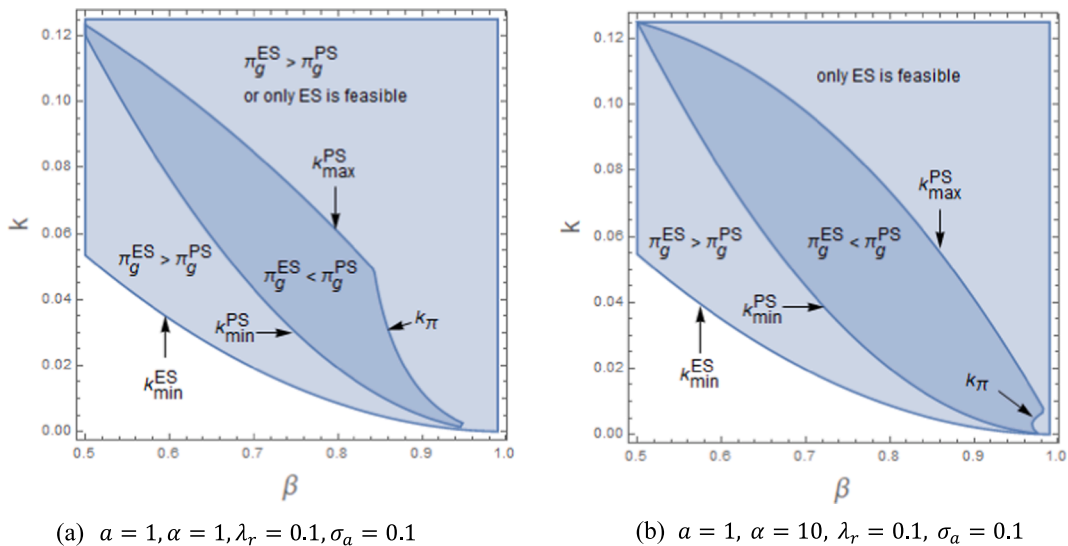 0.12
0.10
0.08
0.06
0.04
0.02
0.00
k
0.5 0.6 0.7 0.8 0.9 1.0
β
π_g^ES > π_g^PS
or only ES is feasible
k_max^PS
π_g^ES > π_g^PS
π_g^ES < π_g^PS
k_min^PS
k_π
k_min^ES
(a) a = 1, α = 1, λ_r = 0.1, σ_a = 0.1
0.12
0.10
0.08
0.06
0.04
0.02
0.00
k
0.5 0.6 0.7 0.8 0.9 1.0
β
only ES is feasible
k_max^PS
π_g^ES > π_g^PS
π_g^ES < π_g^PS
k_min^PS
k_min^ES
k_π
(b) a = 1, α = 10, λ_r = 0.1, σ_a = 0.1